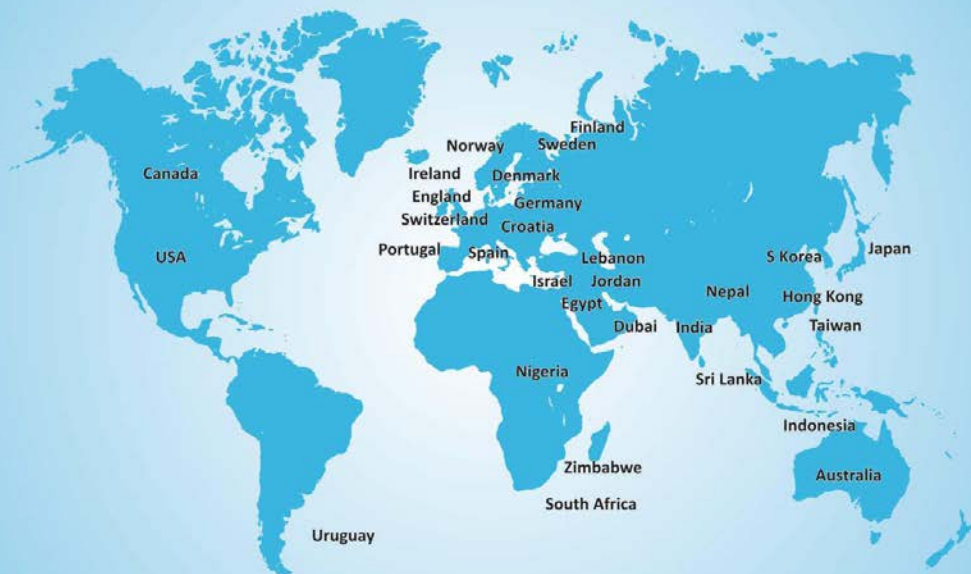 Finland
Norway
Sweden
Canada
Ireland
Denmark
England
Germany
Switzerland
Croatia
Portugal
Spain
USA
Lebanon
S Korea
Japan
Israel
Jordan
Nepal
Hong Kong
Egypt
Dubai
India
Taiwan
Nigeria
Sri Lanka
Indonesia
Zimbabwe
Australia
South Africa
Uruguay